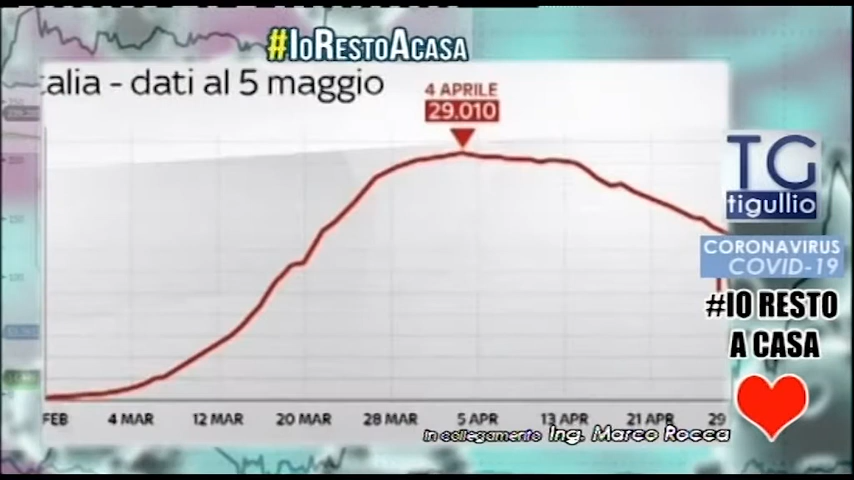 #IORESTOACASA
talia - dati al 5 maggio
4 APRILE
29.010
TG
tigullio
CORONAVIRUS
COVID-19
#IO RESTO
A CASA
FEB 4 MAR 12 MAR 20 MAR 28 MAR 5 APR 13 APR 21 APR 29
In collegamento Ing. Marco Rocca